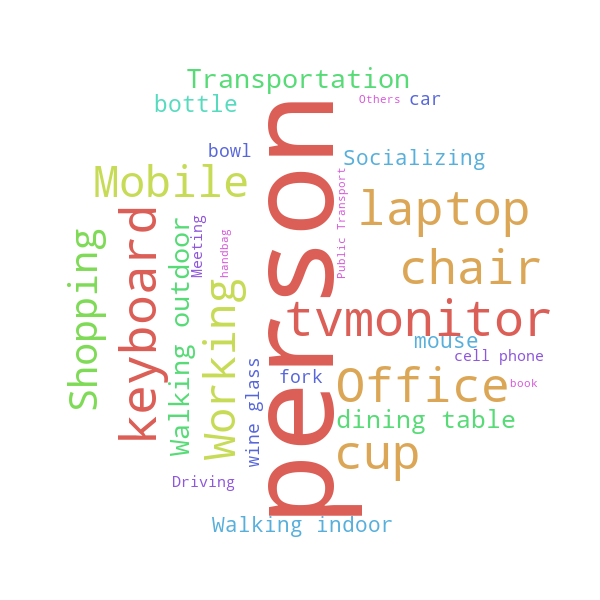 Transportation
Others
car
bottle
bowl
Socializing
Mobile
person
Public Transport
laptop
keyboard
Shopping
Walking outdoor
Meeting
handbag
chair
Working
tvmonitor
mouse
cell phone
wine glass
fork
Office
book
dining table
cup
Driving
Walking indoor